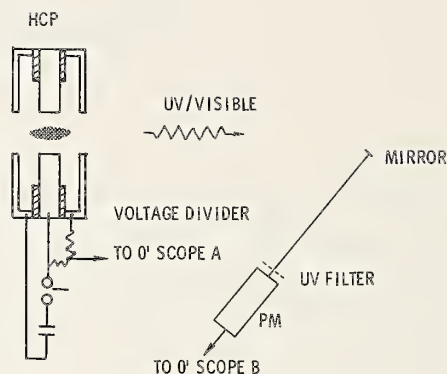 HCP
UV/VISIBLE
MIRROR
VOLTAGE DIVIDER
TO O' SCOPE A
UV FILTER
PM
TO O' SCOPE B